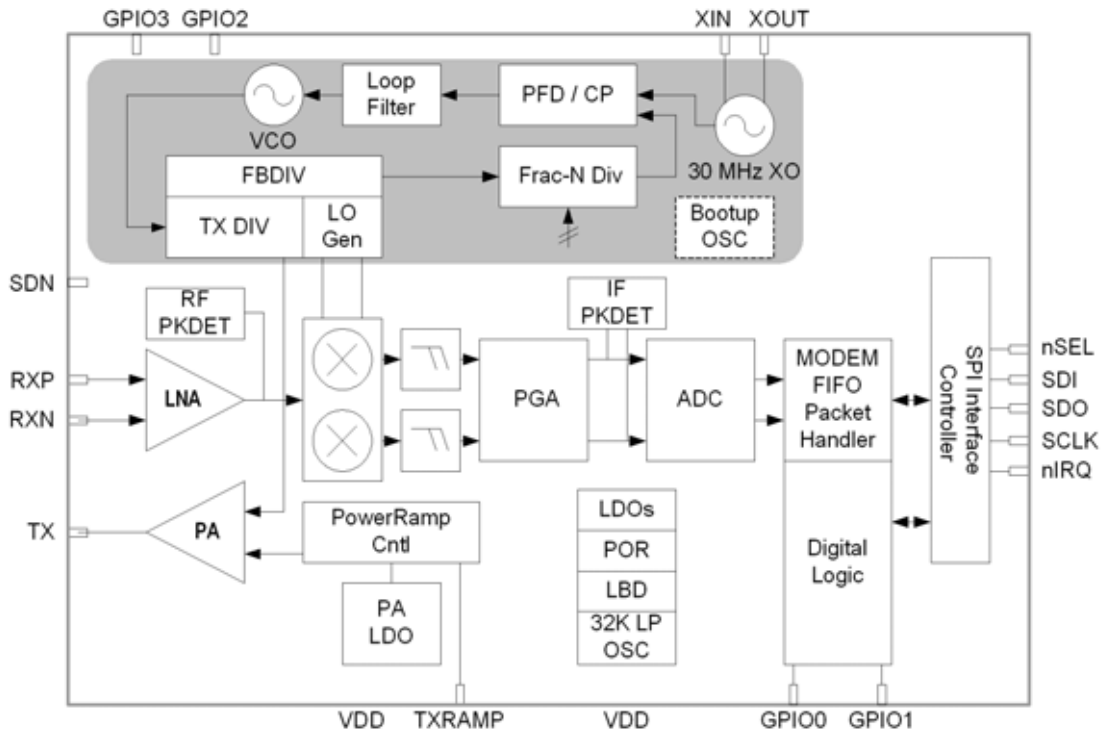 GPIO3 GPIO2 XIN XOUT
VCO
Loop
Filter
PFD / CP
30 MHz XO
FBDIV
TX DIV
LO
Gen
Frac-N Div
Bootup
OSC
SDN
RXP
RXN
TX
RF
PKDET
LNA
IF
PKDET
PGA
ADC
MODEM
FIFO
Packet
Handler
Digital
Logic
SPI Interface
Controller
nSEL
SDI
SDO
SCLK
nIRQ
PA
PowerRamp
Cntl
PA
LDO
LDOs
POR
LBD
32K LP
OSC
VDD TXRAMP VDD GPIO0 GPIO1